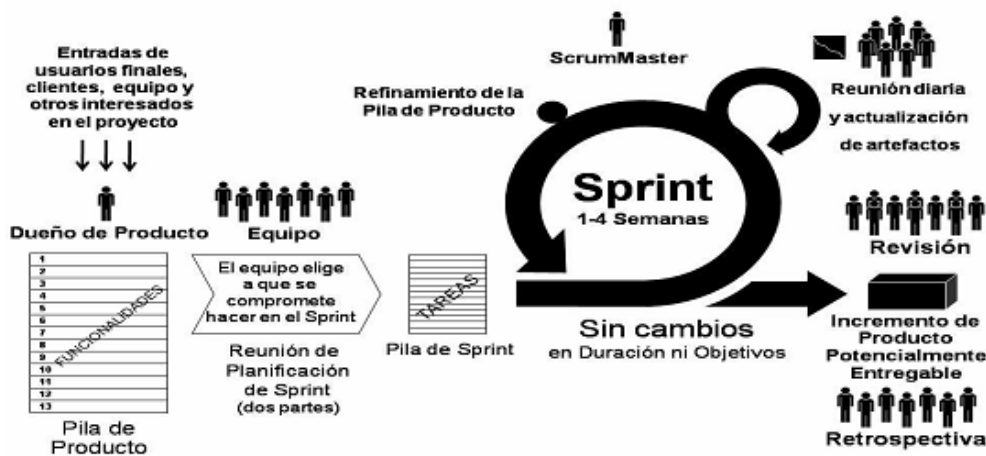 Entradas de
usuarios finales,
clientes, equipo y
otros interesados
en el proyecto
Dueño de Producto
1
2
3
4
5
6
7
8
9
10
11
12
13
FUNCIONALIDADES
Pila de
Producto
Equipo
El equipo elige
a que se
compromete
hacer en el Sprint
Reunión de
Planificación
de Sprint
(dos partes)
TAREAS
Pila de Sprint
Refinamiento de la
Pila de Producto
ScrumMaster
Sprint
1-4 Semanas
Sin cambios
en Duración ni Objetivos
Reunión diaria
y actualización
de artefactos
Revisión
Incremento de
Producto
Potencialmente
Entregable
Retrospectiva